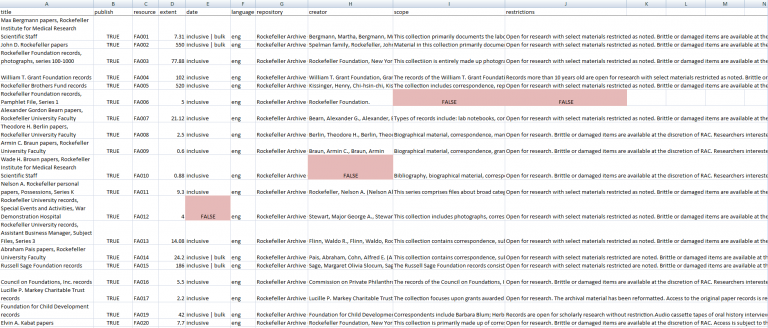 A B C D E F G H I J K L M N
title publish resource extent date language repository creator scope restrictions
Max Bergmann papers, Rockefeller
Institute for Medical Research
Scientific Staff TRUE FA001 7.31 inclusive eng Rockefeller Archive Bergmann, Martha, Bergmann, M This collection primarily documents the lab Open for research with select materials restricted as noted. Brittle or damaged items are available at the
John D. Rockefeller papers TRUE FA002 550 inclusive | bulk eng Rockefeller Archive Spelman family, Rockefeller, John Material in this collection primarily docume Open for research with select materials restricted as noted. Brittle or damaged items are available at the
Rockefeller Foundation records,
photographs, series 100-1000 TRUE FA003 77.88 inclusive eng Rockefeller Archive Rockefeller Foundation, New Yor This collection is entirely made up photogr Open for research with select materials restricted as noted. Brittle or damaged items are available at the
William T. Grant Foundation records TRUE FA004 102 inclusive eng Rockefeller Archive William T. Grant Foundation, Gra The records of the William T. Grant Foundati Records more than 10 years old are open for research with select materials restricted as noted. Brittle or
Rockefeller Brothers Fund records TRUE FA005 520 inclusive eng Rockefeller Archive Kissinger, Henry, Chi-hsin-chi, Ki This collection includes correspondence, rep Open for research with select materials restricted as noted. Brittle or damaged items are available at the
Rockefeller Foundation records,
Pamphlet File, Series 1 TRUE FA006 5 inclusive eng Rockefeller Archive Rockefeller Foundation. FALSE FALSE
Alexander Gordon Bearn papers,
Rockefeller University Faculty TRUE FA007 21.12 inclusive eng Rockefeller Archive Bearn, Alexander G., Alexander, E Types of records include: lab notebooks, cor Open for research with select materials restricted as noted. Brittle or damaged items are available at the
Theodore H. Berlin papers,
Rockefeller University Faculty TRUE FA008 2.5 inclusive eng Rockefeller Archive Berlin, Theodore H., Berlin, Theo Biographical material, correspondence, man Open for research. Brittle or damaged items are available at the discretion of RAC. Researchers intereste
Armin C. Braun papers, Rockefeller
University Faculty TRUE FA009 0.6 inclusive eng Rockefeller Archive Braun, Armin C., Braun, Armin Biographical material, correspondence, gran Open for research. Brittle or damaged items are available at the discretion of RAC. Researchers intereste
Wade H. Brown papers, Rockefeller
Institute for Medical Research
Scientific Staff TRUE FA010 0.88 inclusive eng Rockefeller Archive FALSE Bibliography, biographical material, correspo Open for research. Brittle or damaged items are available at the discretion of RAC. Researchers intereste
Nelson A. Rockefeller personal
papers, Possessions, Series K TRUE FA011 9.3 inclusive eng Rockefeller Archive Rockefeller, Nelson A. (Nelson Al This series comprises files about broad categ Open for research with select materials restricted as noted. Brittle or damaged items are available at the
Rockefeller University records,
Special Events and Activities, War
Demonstration Hospital TRUE FA012 4 FALSE eng Rockefeller Archive Stewart, Major George A., Stewar This collection includes photographs, corres Open for research. Brittle or damaged items are available at the discretion of RAC. Researchers intereste
Rockefeller University records,
Assistant Business Manager, Subject
Files, Series 3 TRUE FA013 14.08 inclusive eng Rockefeller Archive Flinn, Waldo R., Flinn, Waldo, Ro This collection contains correspondence, sul Open for research with select materials restricted as noted. Brittle or damaged items are available at the
Abraham Pais papers, Rockefeller
University Faculty TRUE FA014 24.2 inclusive | bulk eng Rockefeller Archive Pais, Abraham, Cohn, Alfred E. (A This collection contains correspondence, sul Open for research with select materials restricted are noted. Brittle or damaged items are available at th
Russell Sage Foundation records TRUE FA015 186 inclusive | bulk eng Rockefeller Archive Sage, Margaret Olivia Slocum, Sag The Russell Sage Foundation records consist Open for research with select materials restricted as noted. Brittle or damaged items are available at the
Council on Foundations, Inc. Records TRUE FA016 5.5 inclusive eng Rockefeller Archive Commission on Private Philanthr The records of the Council on Foundations, I Open for research. Brittle or damaged items are available at the discretion of RAC. Researchers intereste
Lucille P. Markey Charitable Trust
records TRUE FA017 2.2 inclusive eng Rockefeller Archive Lucille P. Markey Charitable Trust The collection focuses upon grants awarded Open for research. The archival material has been reformatted. Access to the original paper records is re
Foundation for Child Development
records TRUE FA019 42 inclusive | bulk eng Rockefeller Archive Foundation for Child Developme Correspondents include Barbara Blum; Herb Records are open for scholarly research without restriction.Audio cassette tapes of oral history interview
Elvin A. Kabat papers TRUE FA020 7.7 inclusive eng Rockefeller Archive Rockefeller Foundation, New Yor This collection is primarily made up of corre Open for research. Brittle or damaged items are available at the discretion of RAC. Access is subject to th